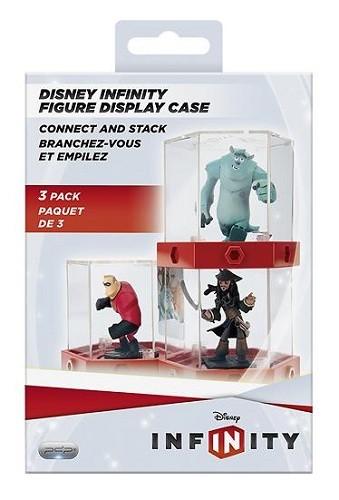 DISNEY INFINITY
FIGURE DISPLAY CASE
CONNECT AND STACK
BRANCHEZ-VOUS
ET EMPILEZ
3 PACK
PAQUET
DE 3
Disney
INFINITY
pdp